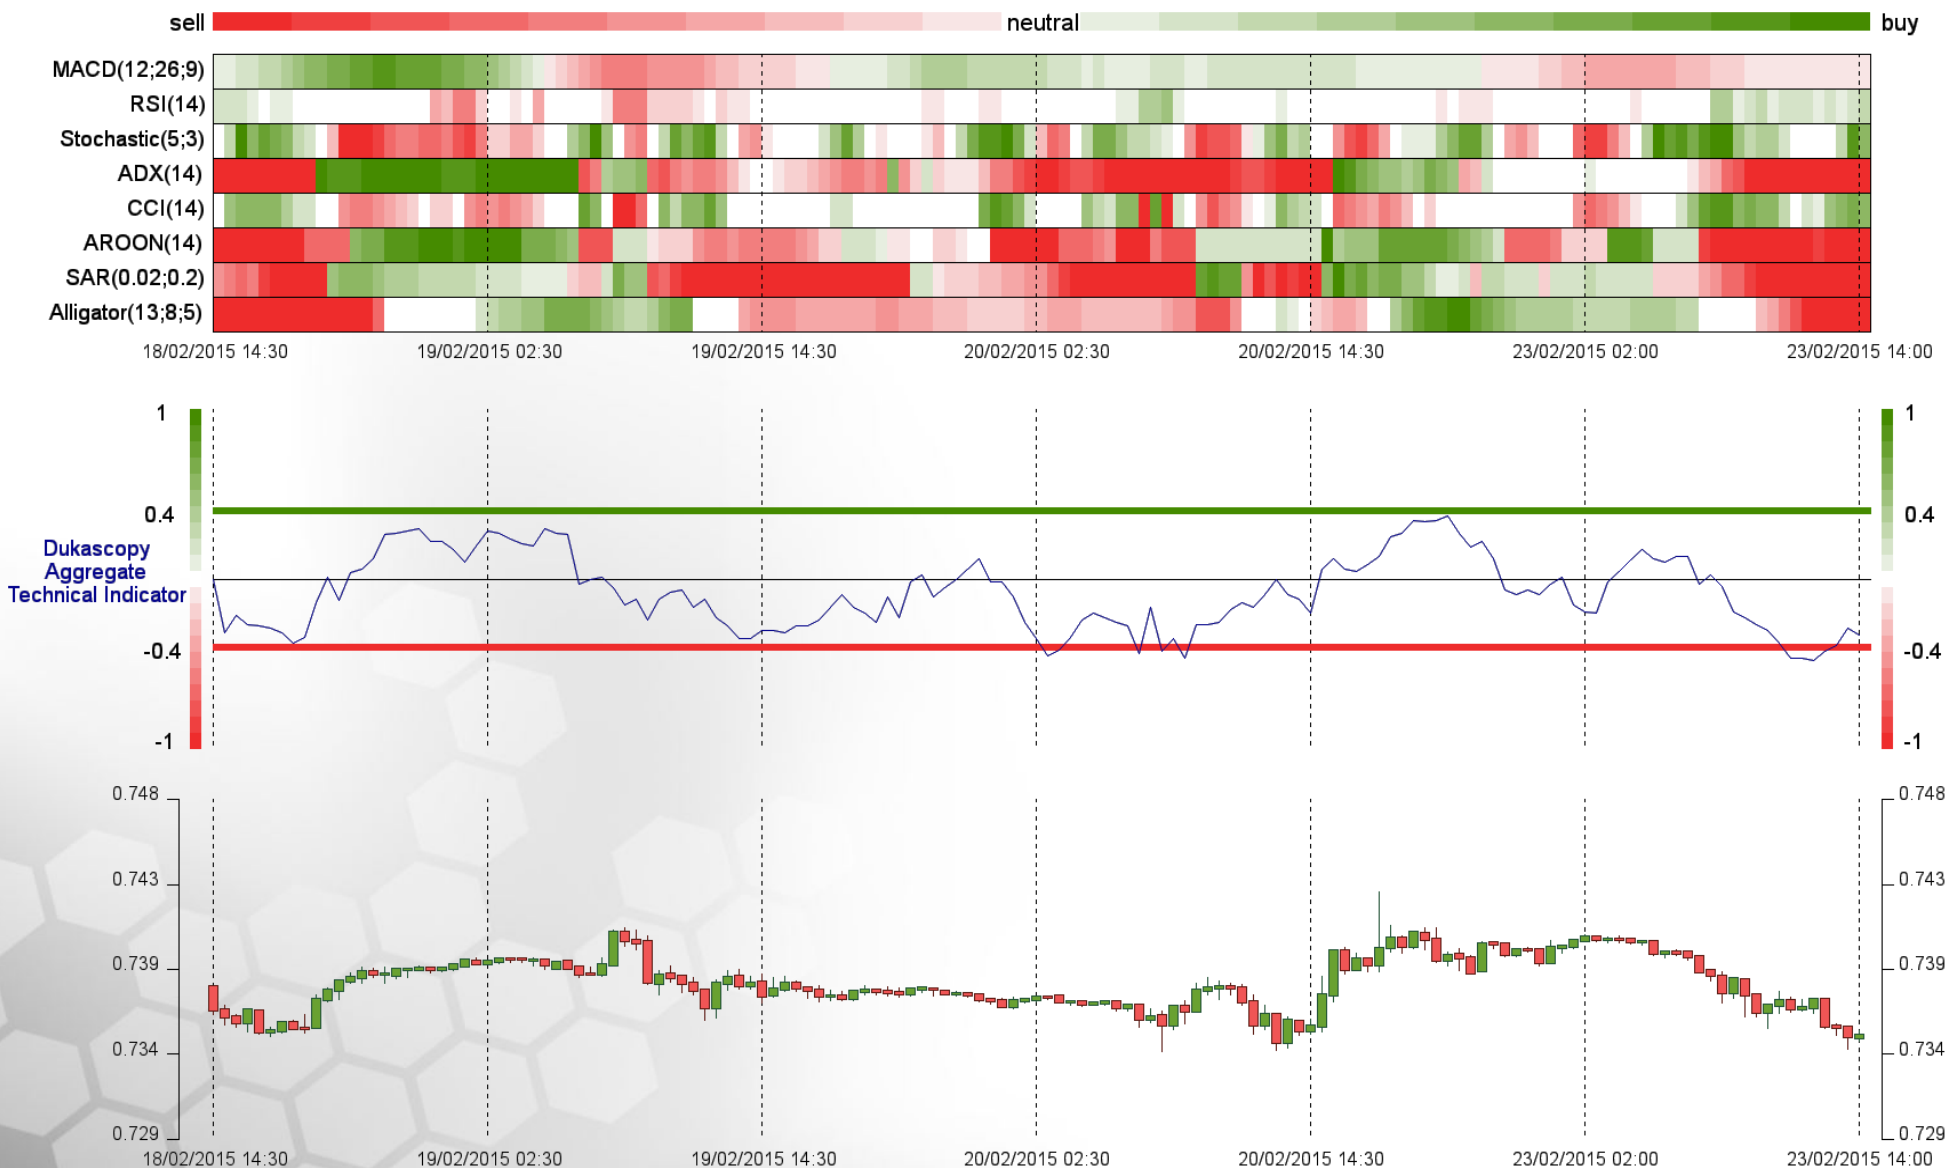 sell neutral buy
MACD(12;26;9)
RSI(14)
Stochastic(5;3)
ADX(14)
CCI(14)
AROON(14)
SAR(0.02;0.2)
Alligator(13;8;5)
18/02/2015 14:30 19/02/2015 02:30 19/02/2015 14:30 20/02/2015 02:30 20/02/2015 14:30 23/02/2015 02:00 23/02/2015 14:00
1 1
0.4 0.4
Dukascopy
Aggregate
Technical Indicator
-0.4 -0.4
-1 -1
0.748 0.748
0.743 0.743
0.739 0.739
0.734 0.734
0.729 0.729
18/02/2015 14:30 19/02/2015 02:30 19/02/2015 14:30 20/02/2015 02:30 20/02/2015 14:30 23/02/2015 02:00 23/02/2015 14:00